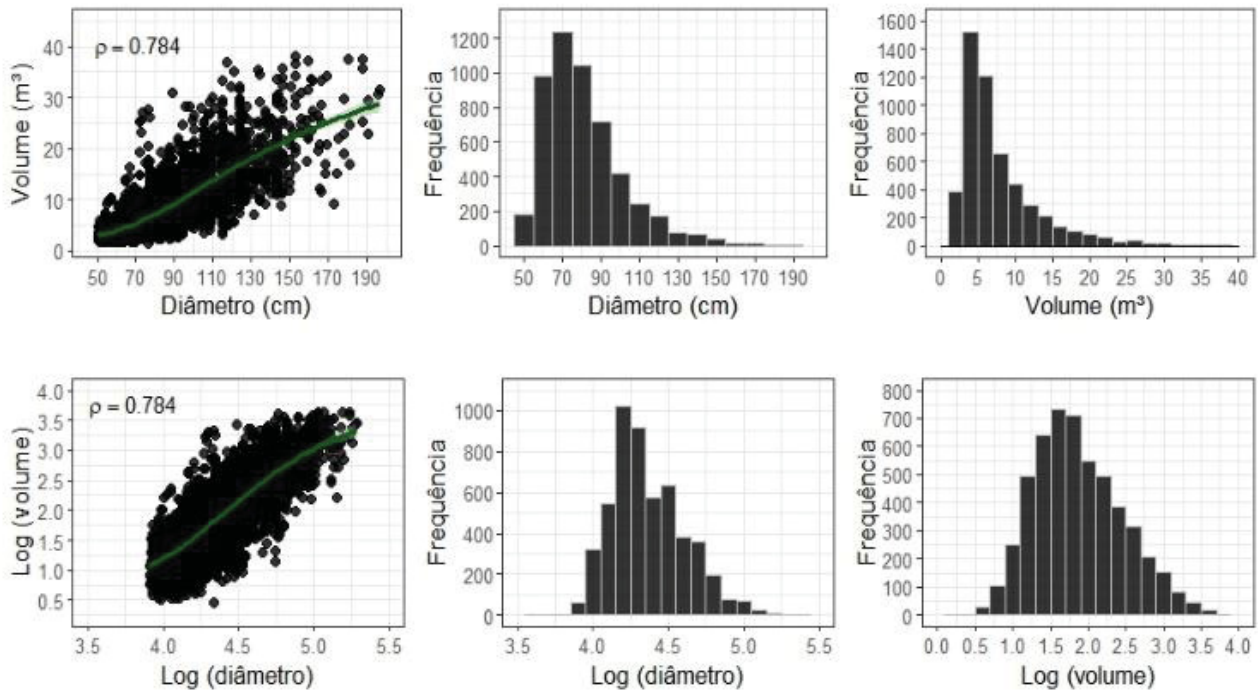 ρ = 0.784
Volume (m³)
40
30
20
10
0
50 70 90 110 130 150 170 190
Diâmetro (cm)
Frequência
1200
1000
800
600
400
200
0
50 70 90 110 130 150 170 190
Diâmetro (cm)
Frequência
1600
1400
1200
1000
800
600
400
200
0
0 5 10 15 20 25 30 35 40
Volume (m³)
ρ = 0.784
Log (volume)
4.0
3.5
3.0
2.5
2.0
1.5
1.0
0.5
3.5 4.0 4.5 5.0 5.5
Log (diâmetro)
Frequência
1000
800
600
400
200
0
3.5 4.0 4.5 5.0 5.5
Log (diâmetro)
Frequência
800
700
600
500
400
300
200
100
0
0.0 0.5 1.0 1.5 2.0 2.5 3.0 3.5 4.0
Log (volume)